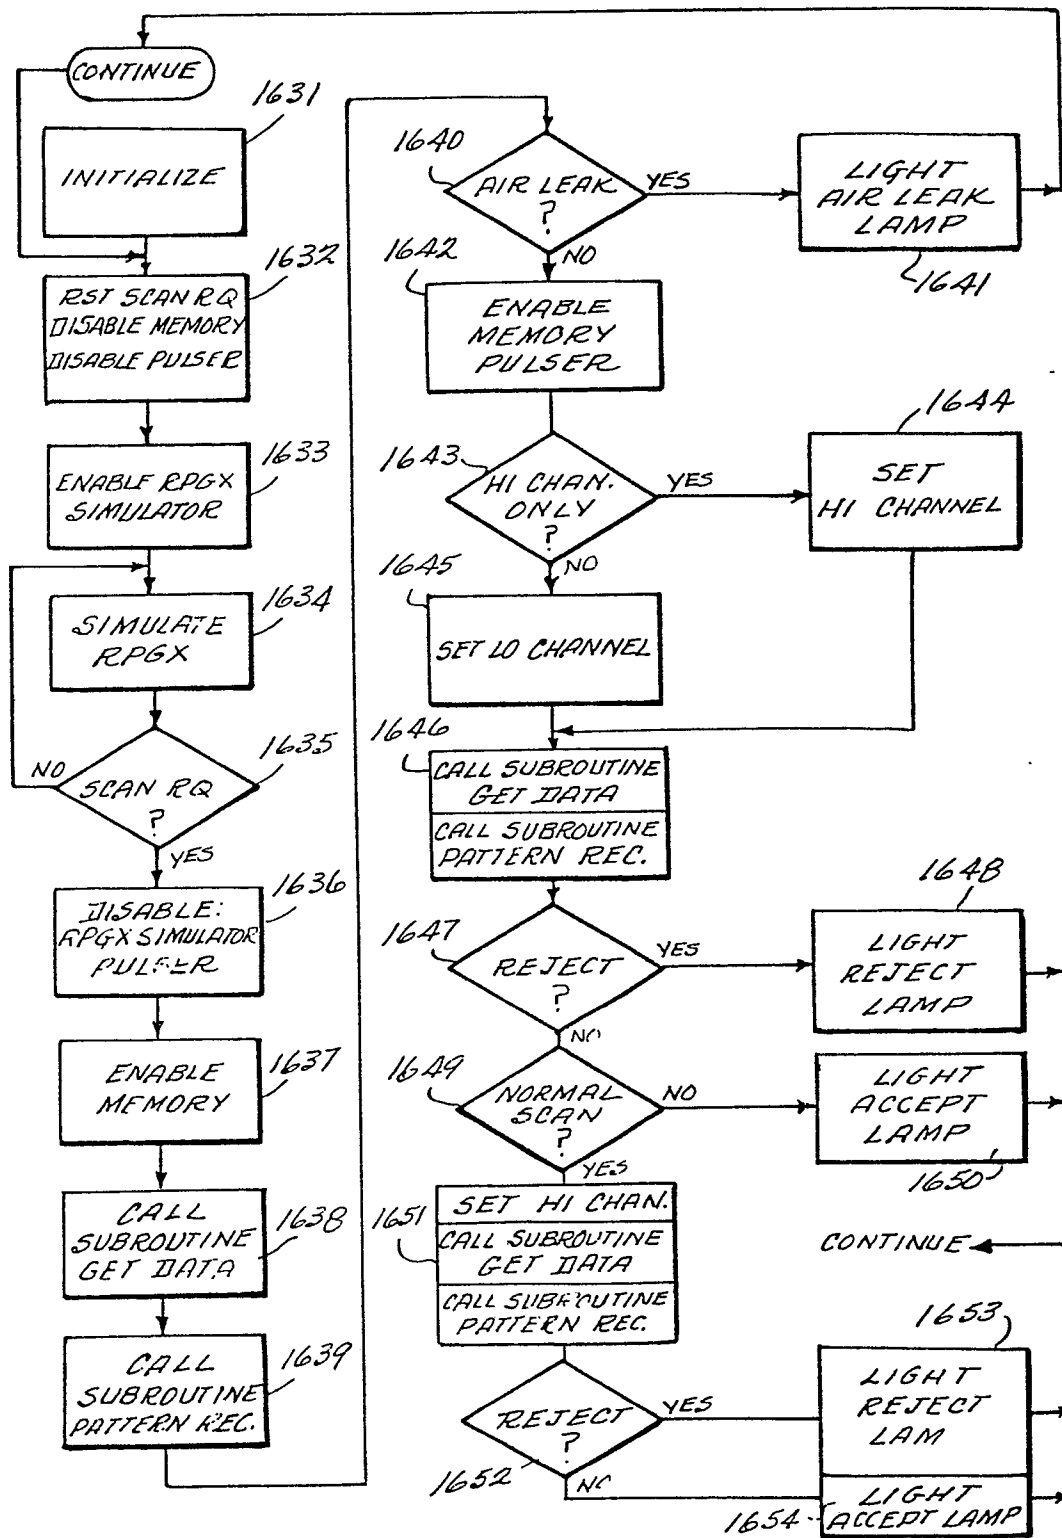 CONTINUE
1631
INITIALIZE
1632
RST SCAN RQ
DISABLE MEMORY
DISABLE PULSER
1633
ENABLE RPGX
SIMULATOR
1634
SIMULATE
RPGX
1635
NO
SCAN RQ
?
YES
1636
DISABLE:
RPGX SIMULATOR
PULSER
1637
ENABLE
MEMORY
1638
CALL
SUBROUTINE
GET DATA
1639
CALL
SUBROUTINE
PATTERN REC.
1640
AIR LEAK
?
YES
NO
LIGHT
AIR LEAK
LAMP
1641
1642
ENABLE
MEMORY
PULSER
1643
HI CHAN.
ONLY
?
YES
NO
1644
SET
HI CHANNEL
1645
SET LO CHANNEL
1646
CALL SUBROUTINE
GET DATA
CALL SUBROUTINE
PATTERN REC.
1647
REJECT
?
YES
NO
1648
LIGHT
REJECT
LAMP
1649
NORMAL
SCAN
?
NO
YES
LIGHT
ACCEPT
LAMP
1650
1651
SET HI CHAN.
CALL SUBROUTINE
GET DATA
CALL SUBROUTINE
PATTERN REC.
CONTINUE
1652
REJECT
?
YES
NO
1653
LIGHT
REJECT
LAM
1654
LIGHT
ACCEPT LAMP